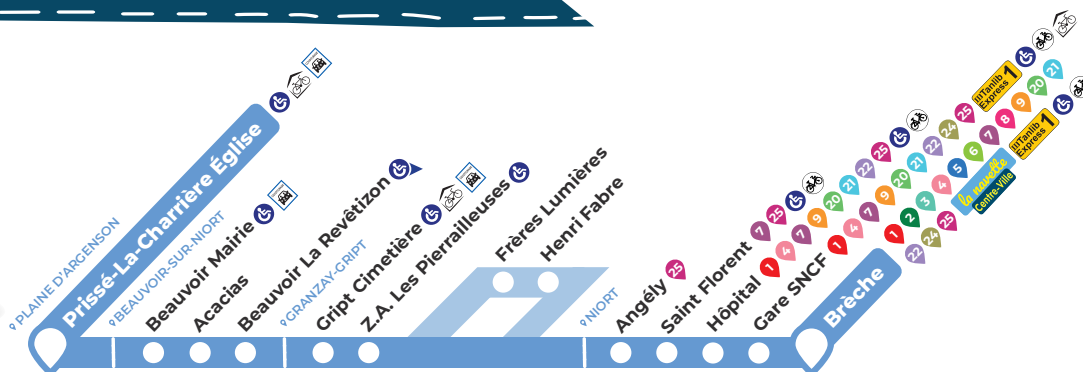 PLAINE D'ARGENSON
Prissé-La-Charrière Église
BEAUVOIR-SUR-NIORT
Beauvoir Mairie
Acacias
Beauvoir La Revêtizon
GRANZAY-GRIPT
Gript Cimetière
Z.A. Les Pierrailleuses
Frères Lumières
Henri Fabre
NIORT
Angély 25
Saint Florent 7 25
Hôpital 1 4 7 9 20 21 22 25
Gare SNCF 1 4 7 9 20 21 22 24 25 Tanlib Express 1
Brèche
1 2 3 4 5 6 7 8 9 20 21
22 24 25 la navette Centre-Ville Tanlib Express 1